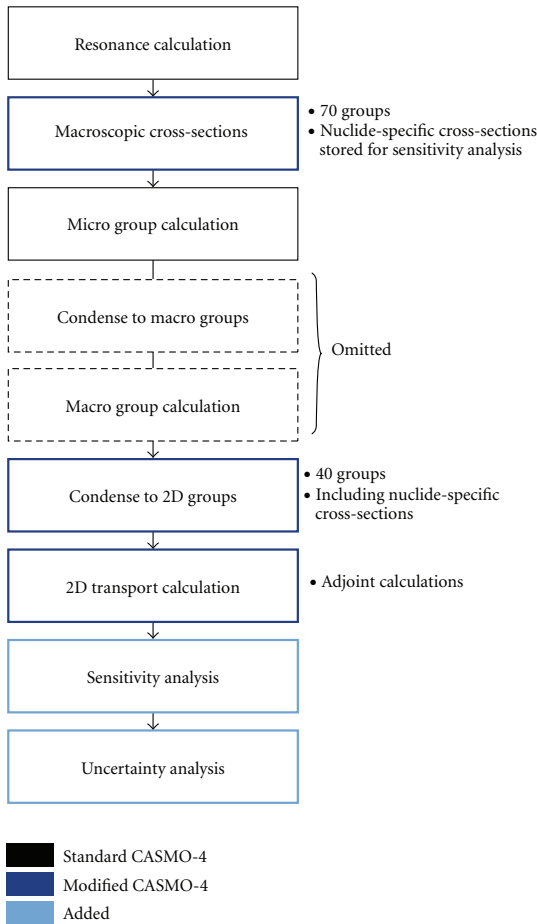 Resonance calculation
Macroscopic cross-sections
• 70 groups
• Nuclide-specific cross-sections
stored for sensitivity analysis
Micro group calculation
Condense to macro groups
Omitted
Macro group calculation
Condense to 2D groups
• 40 groups
• Including nuclide-specific
cross-sections
2D transport calculation
• Adjoint calculations
Sensitivity analysis
Uncertainty analysis
Standard CASMO-4
Modified CASMO-4
Added